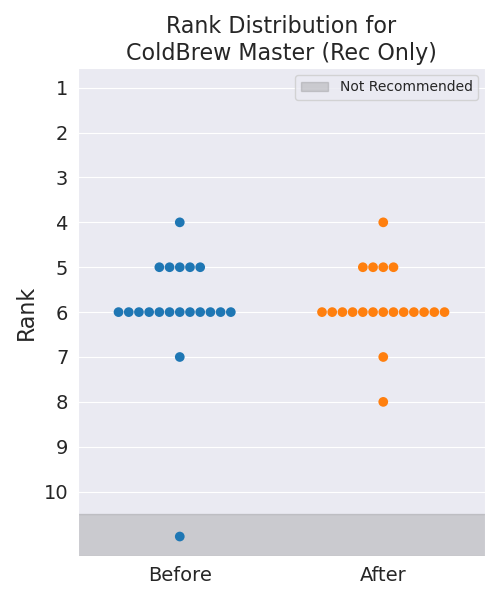 Rank Distribution for
ColdBrew Master (Rec Only)
Not Recommended
1
2
3
4
5
6
7
8
9
10
Rank
Before
After